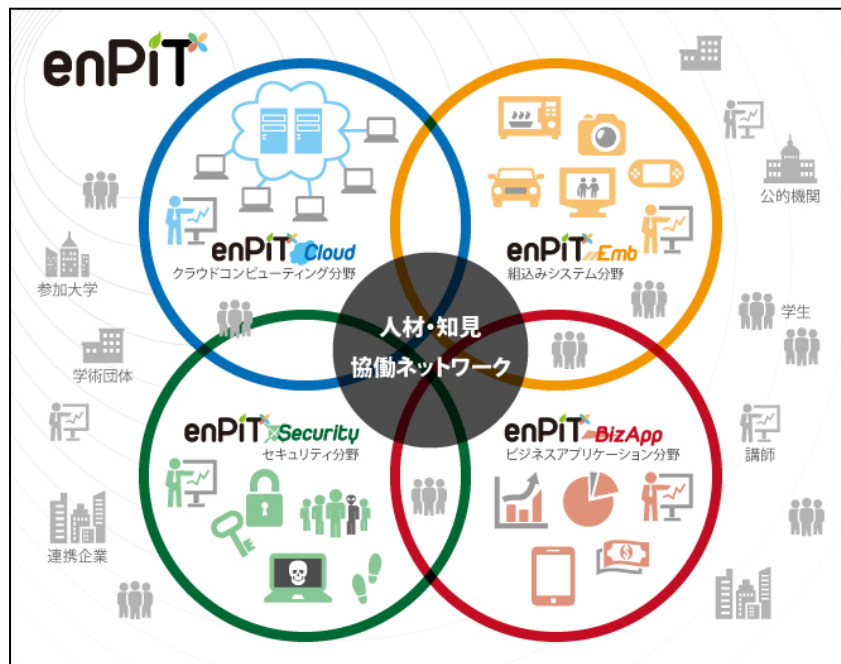 enPiT
enPiT Cloud
クラウドコンピューティング分野
enPiT Emb
組込みシステム分野
公的機関
参加大学
人材・知見
協働ネットワーク
学生
学術団体
enPiT Security
セキュリティ分野
enPiT BizApp
ビジネスアプリケーション分野
講師
連携企業